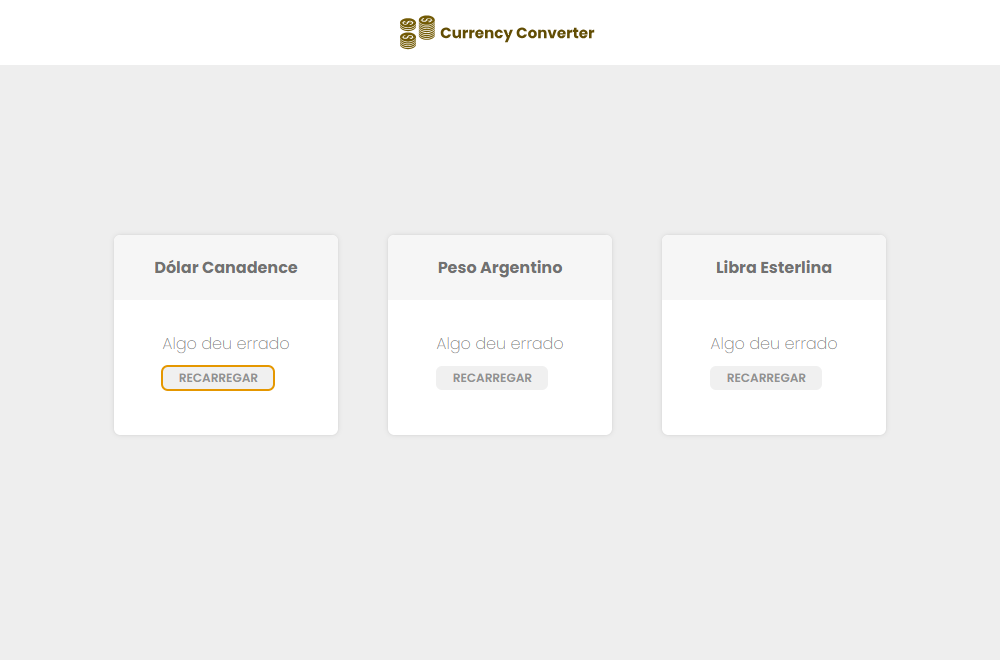 Currency Converter
Dólar Canadence
Algo deu errado
RECARREGAR
Peso Argentino
Algo deu errado
RECARREGAR
Libra Esterlina
Algo deu errado
RECARREGAR